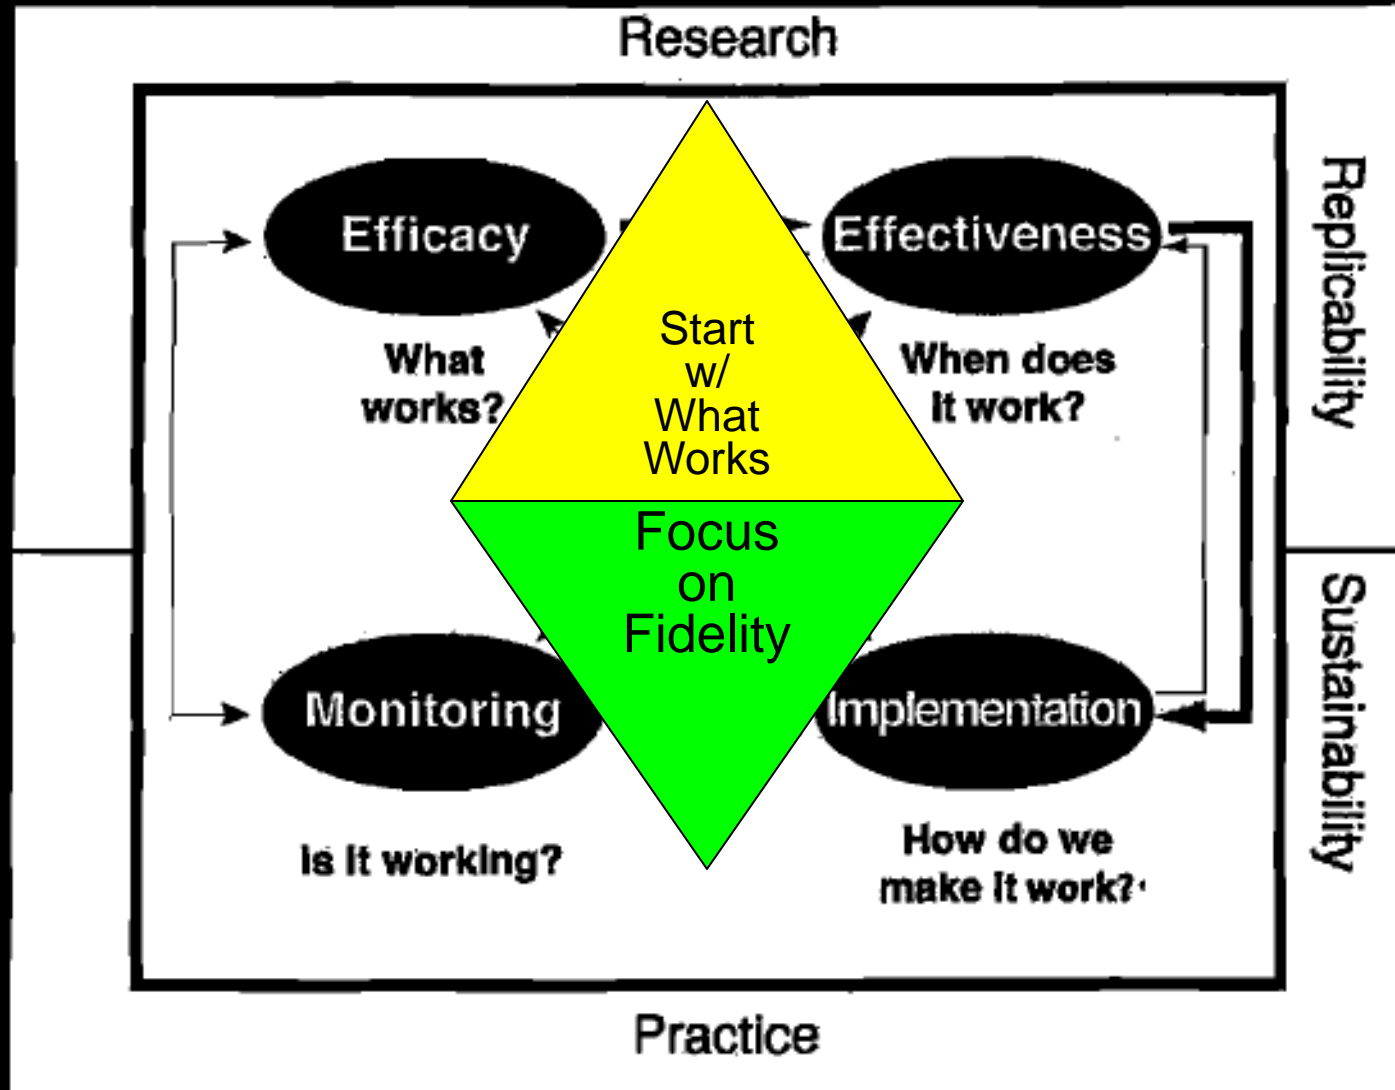 Research
Efficacy
Effectiveness
What
works?
Start
w/
What
Works
When does
it work?
Replicability
Focus
on
Fidelity
Sustainability
Monitoring
Implementation
Is it working?
How do we
make it work?
Practice